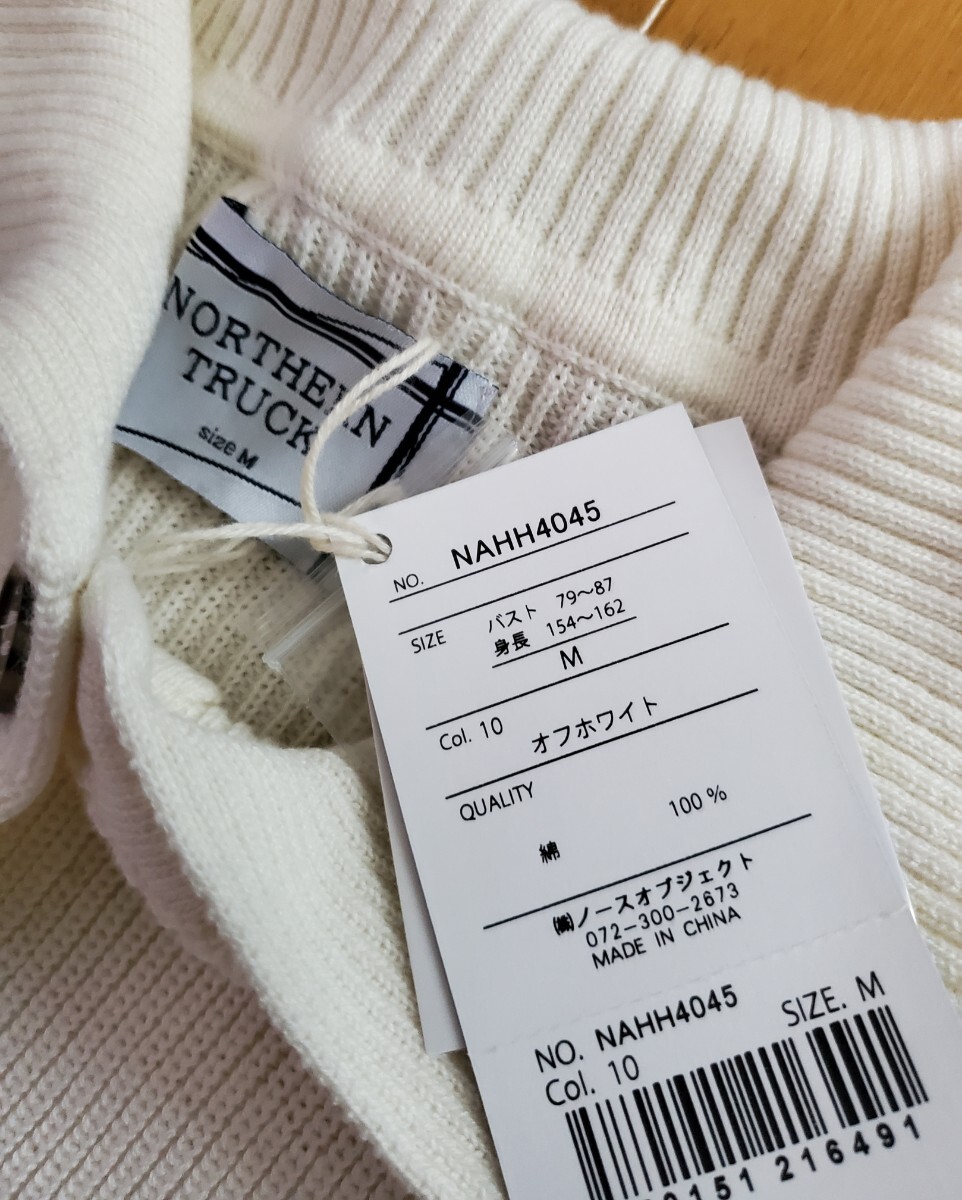 NORTHERN
TRUCK
size M
NO. NAHH4045
SIZE バスト 79～87
身長 154～162
M
Col. 10 オフホワイト
QUALITY
綿 100％
㈱ノースオブジェクト
072−300−2673
MADE IN CHINA
NO. NAHH4045 SIZE. M
Col. 10
151 216491